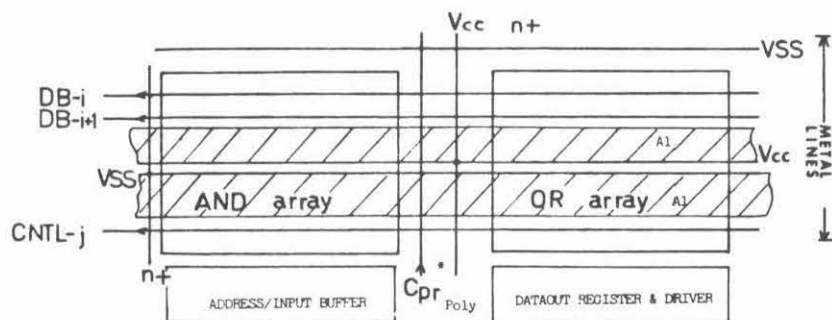 Vcc n+
VSS
DB-i
DB-i+1
Al
Vcc
VSS
AND array
OR array Al
CNTL-j
n+
Cpr*
Poly
ADDRESS/INPUT BUFFER
DATAOUT REGISTER & DRIVER
METAL LINES